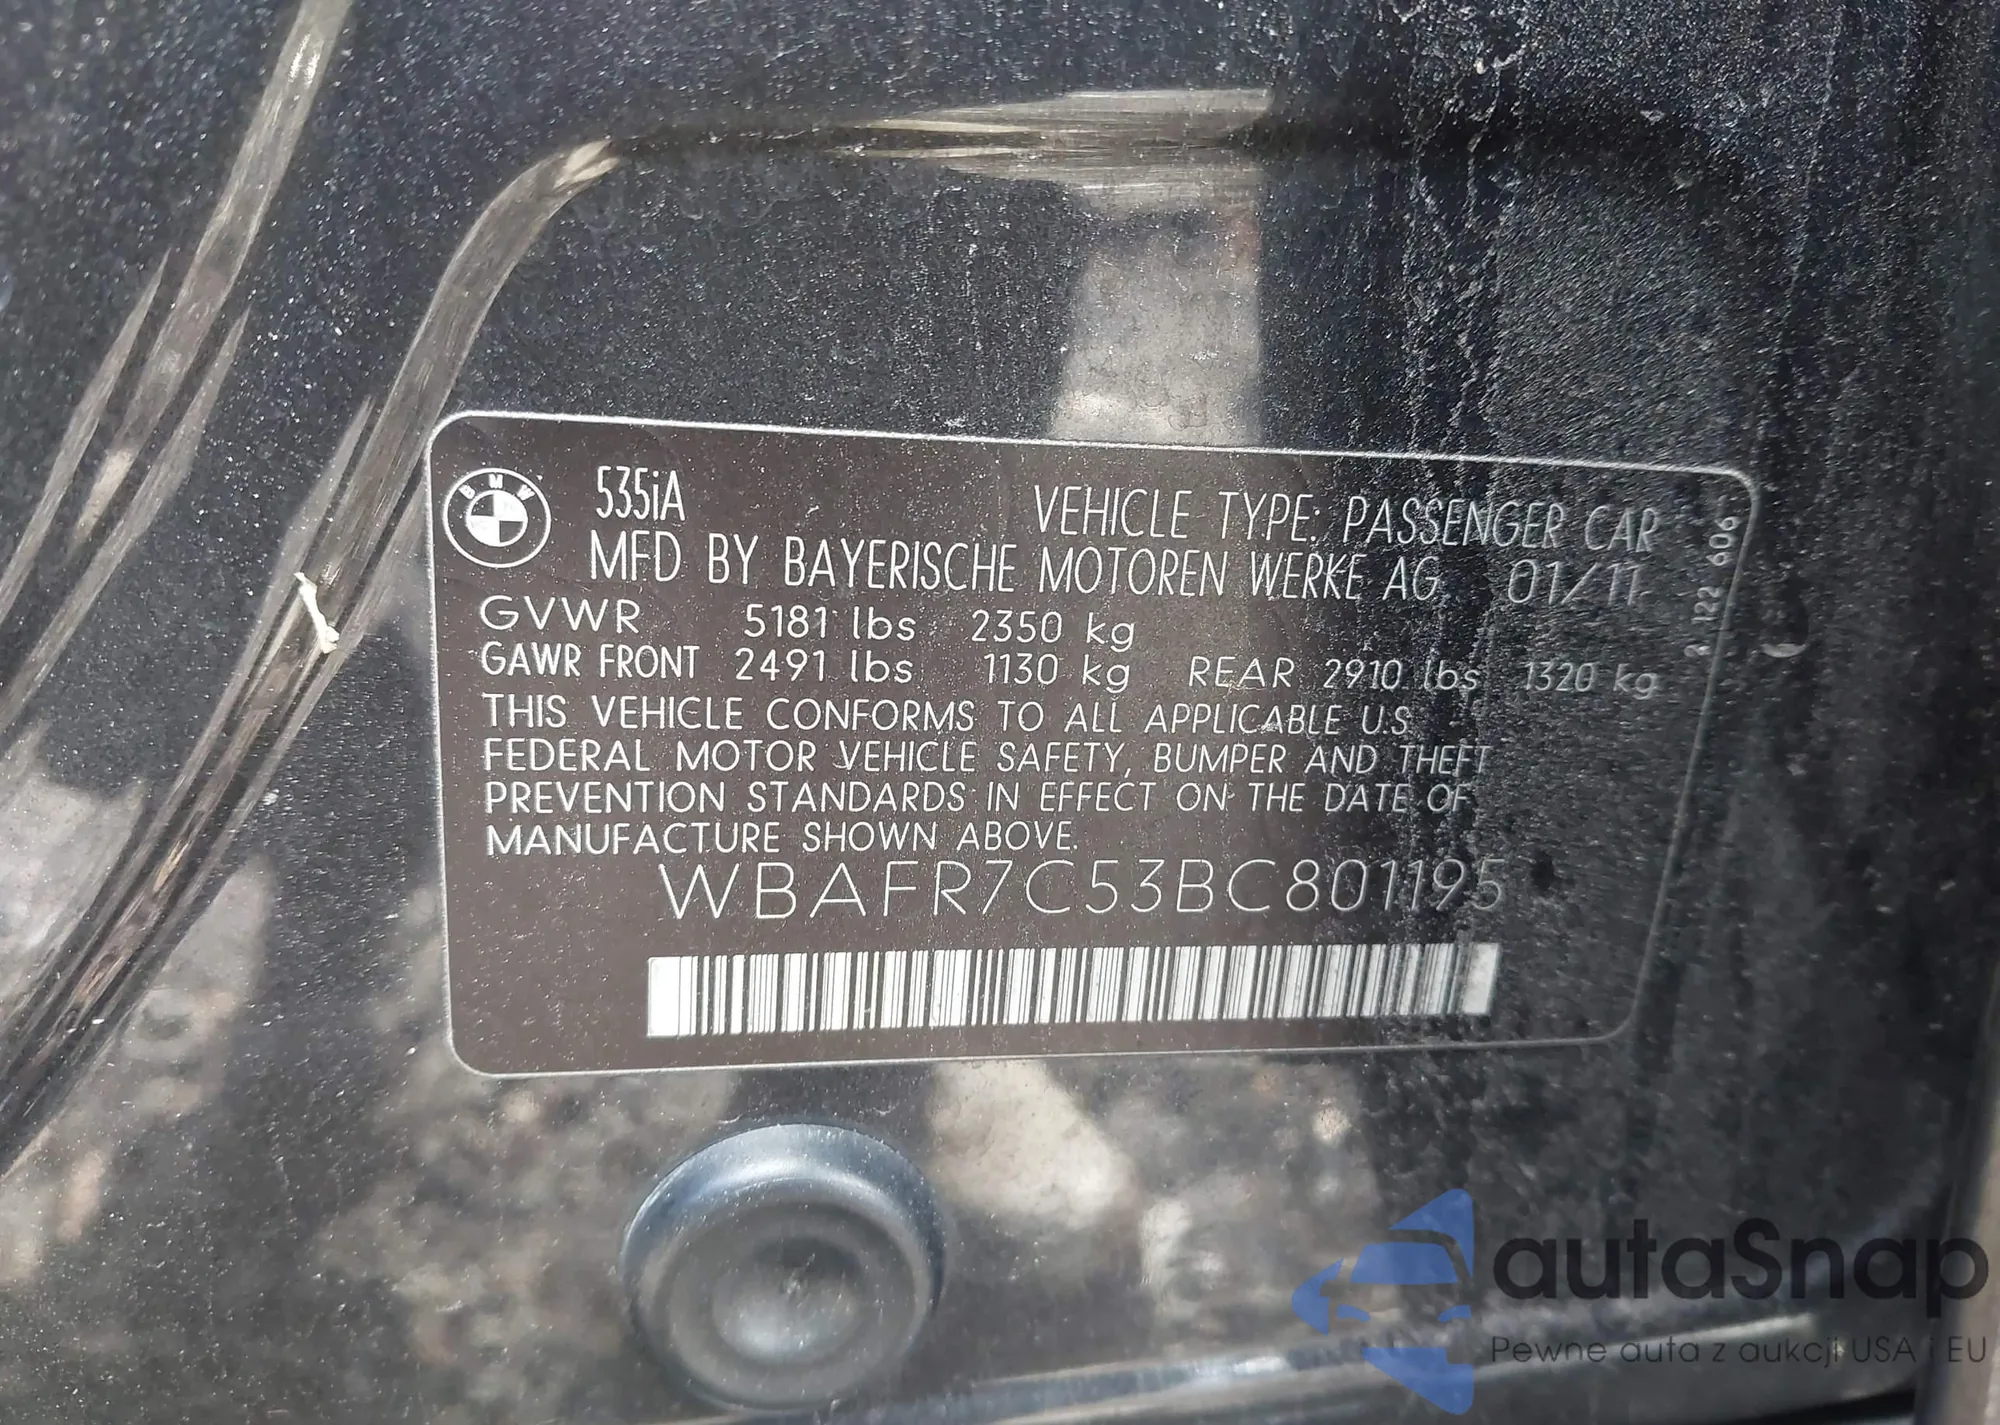 BMW
535iA
VEHICLE TYPE: PASSENGER CAR
MFD BY BAYERISCHE MOTOREN WERKE AG 01/11
GVWR 5181 lbs 2350 kg
GAWR FRONT 2491 lbs 1130 kg REAR 2910 lbs 1320 kg
THIS VEHICLE CONFORMS TO ALL APPLICABLE U.S.
FEDERAL MOTOR VEHICLE SAFETY, BUMPER AND THEFT
PREVENTION STANDARDS IN EFFECT ON THE DATE OF
MANUFACTURE SHOWN ABOVE.
WBAFR7C53BC801195
122 606
autaSnap
Pewne auta z aukcji USA i EU